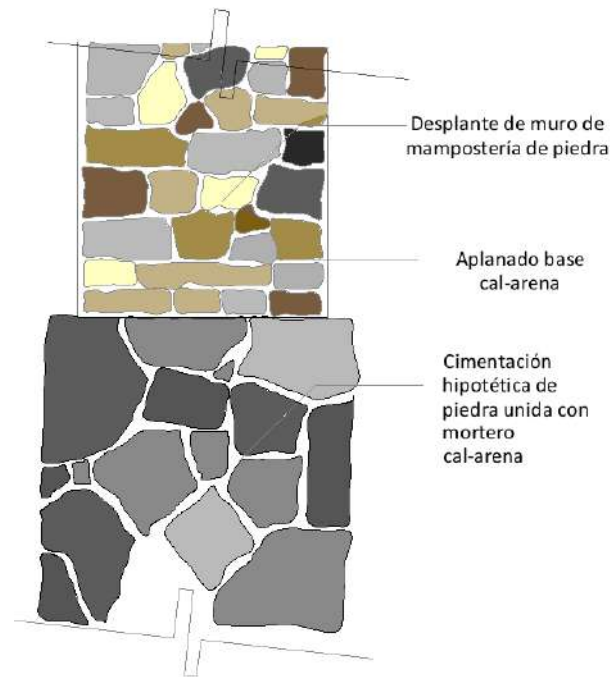 Desplante de muro de
mampostería de piedra
Aplanado base
cal-arena
Cimentación
hipotética de
piedra unida con
mortero
cal-arena